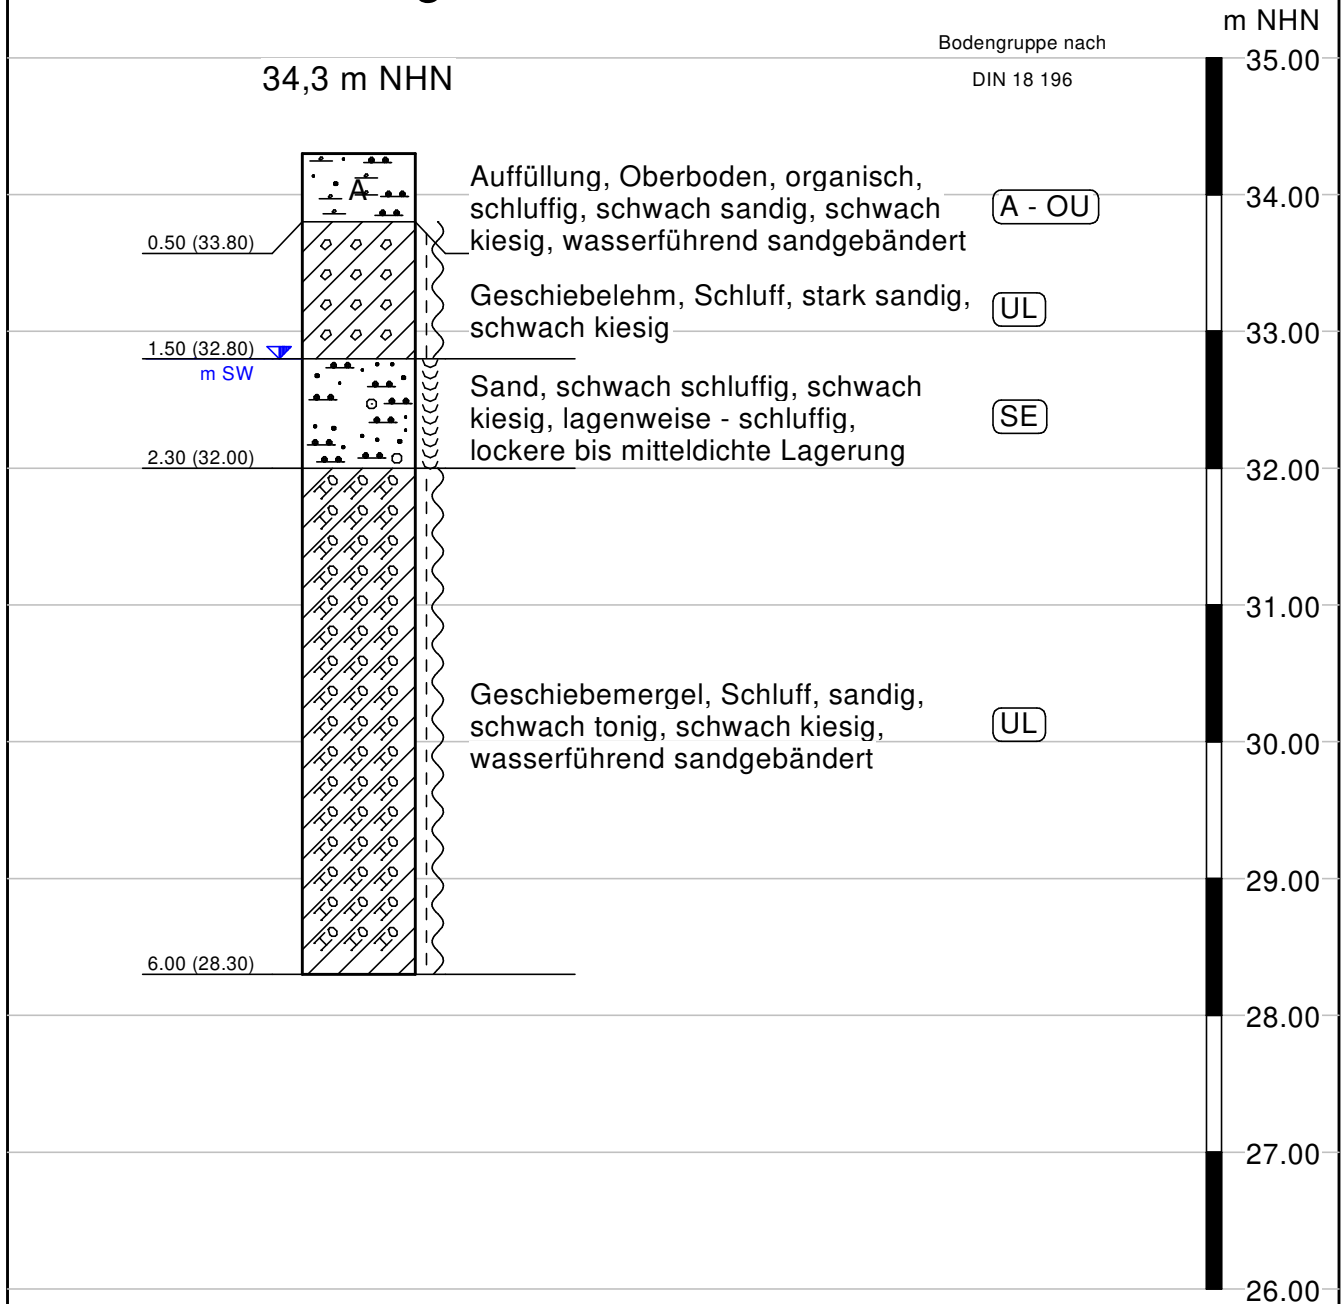 m NHN
Bodengruppe nach
DIN 18 196
34,3 m NHN
35.00
A
Auffüllung, Oberboden, organisch,
schluffig, schwach sandig, schwach
kiesig, wasserführend sandgebändert
A - OU
34.00
0.50 (33.80)
Geschiebelehm, Schluff, stark sandig,
schwach kiesig
UL
33.00
1.50 (32.80)
m SW
Sand, schwach schluffig, schwach
kiesig, lagenweise - schluffig,
lockere bis mitteldichte Lagerung
SE
2.30 (32.00)
32.00
31.00
Geschiebemergel, Schluff, sandig,
schwach tonig, schwach kiesig,
wasserführend sandgebändert
UL
30.00
29.00
6.00 (28.30)
28.00
27.00
26.00